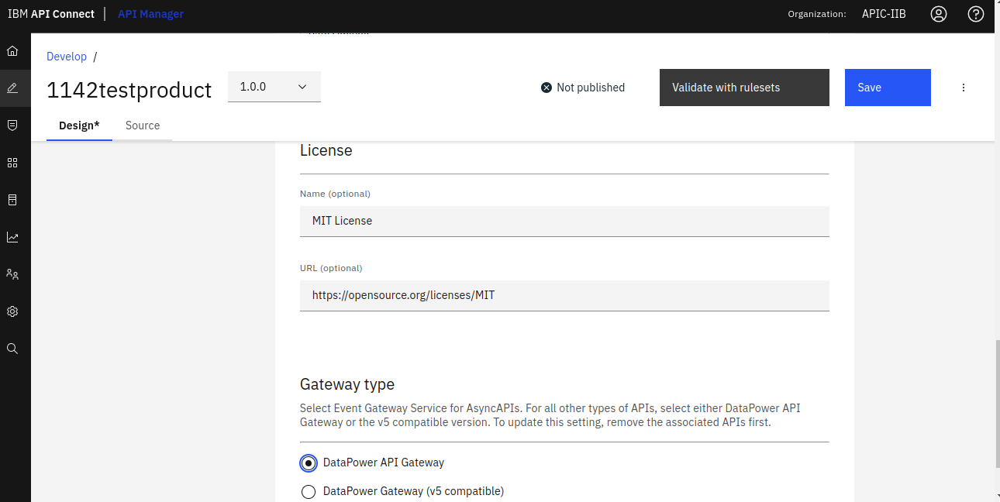 IBM API Connect | API Manager
Organization: APIC-IIB
Develop /
1142testproduct
1.0.0
Not published
Validate with rulesets
Save
Design*
Source
License
Name (optional)
MIT License
URL (optional)
https://opensource.org/licenses/MIT
Gateway type
Select Event Gateway Service for AsyncAPIs. For all other types of APIs, select either DataPower API
Gateway or the v5 compatible version. To update this setting, remove the associated APIs first.
DataPower API Gateway
DataPower Gateway (v5 compatible)